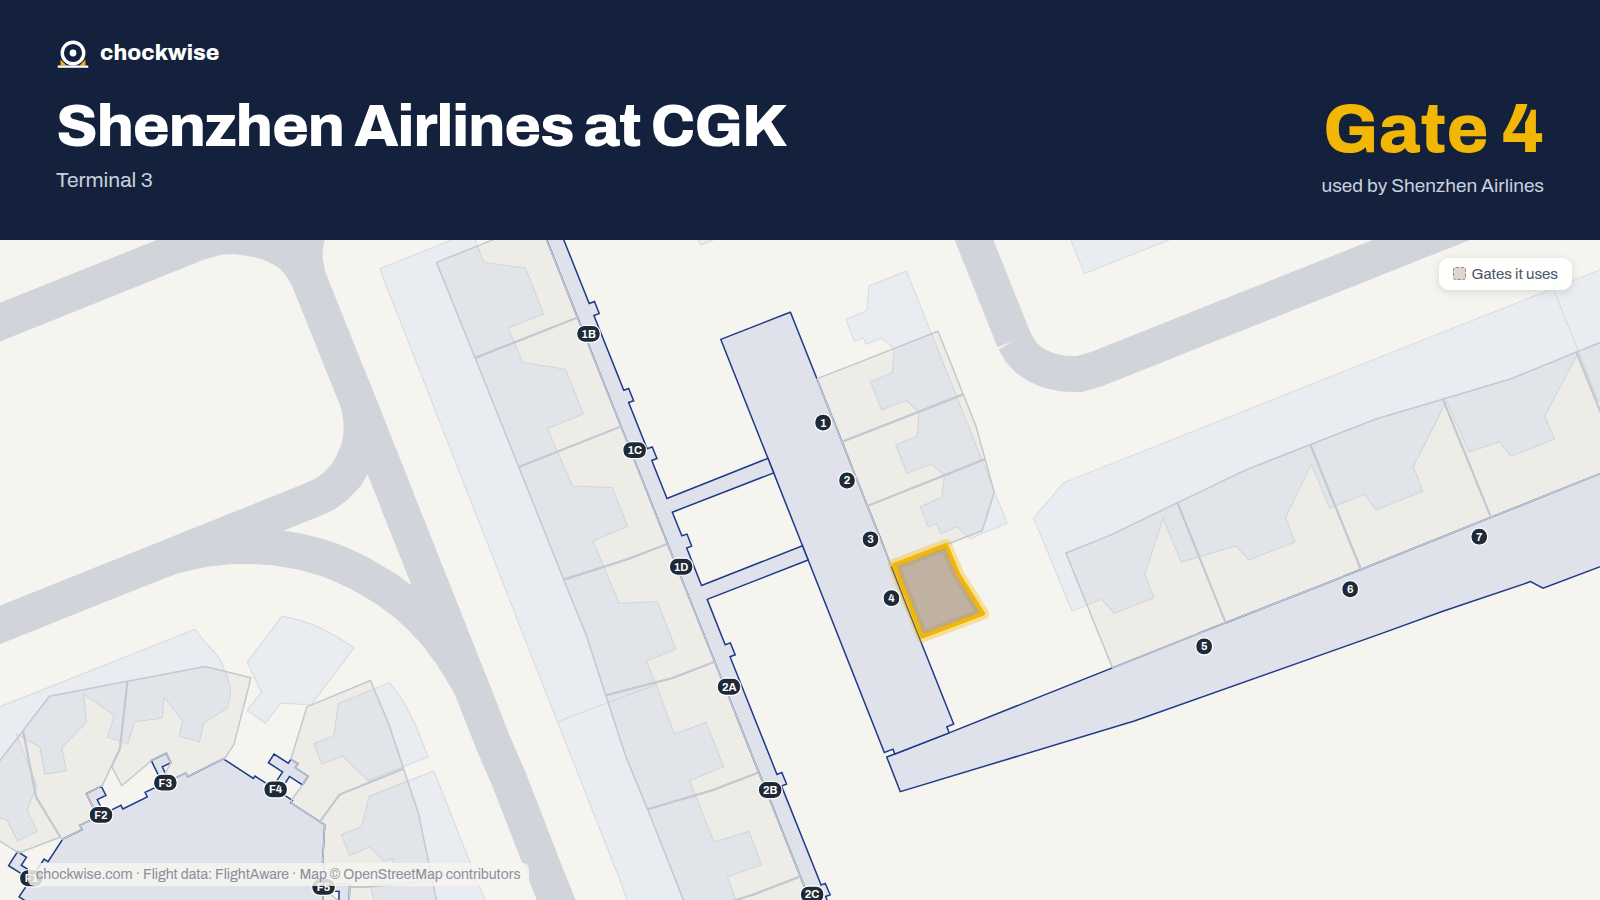 chockwise
Shenzhen Airlines at CGK
Terminal 3
Gate 4
used by Shenzhen Airlines
Gates it uses
1B
1
1C
2
3
7
1D
6
4
5
2A
F3
F4
2B
F2
chockwise.com · Flight data: FlightAware · Map © OpenStreetMap contributors
F5
2C